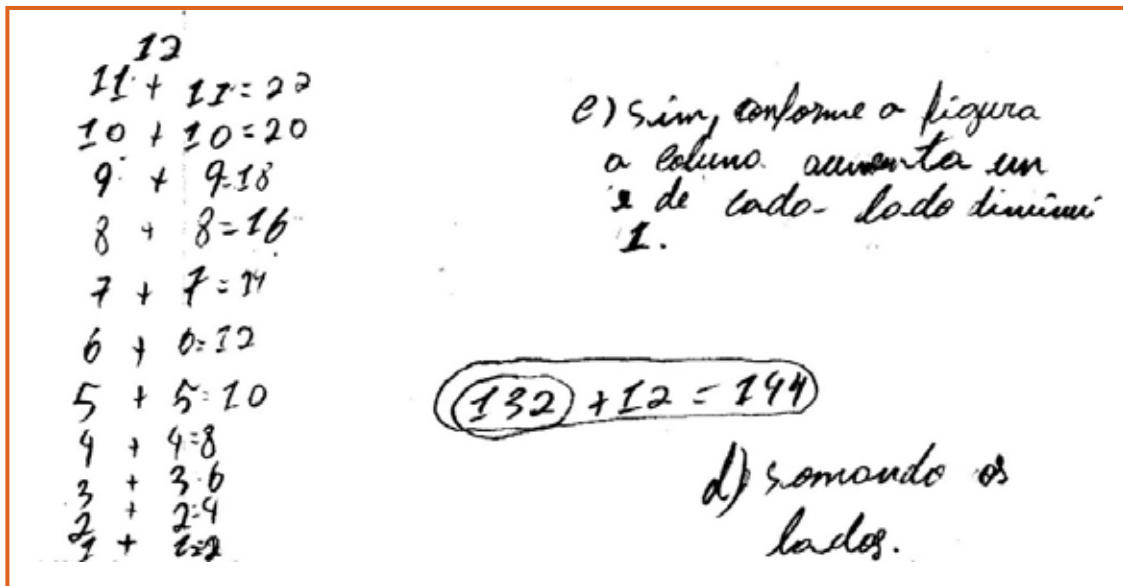 12
11 + 11 = 22
10 + 10 = 20
9 + 9 = 18
8 + 8 = 16
7 + 7 = 14
6 + 6 = 12
5 + 5 = 10
4 + 4 = 8
3 + 3 = 6
2 + 2 = 4
1 + 1 = 2
e) Sim, conforme a figura
a coluna aumenta um
e de cada lado diminui
1.
132 + 12 = 144
d) somando os
lados.